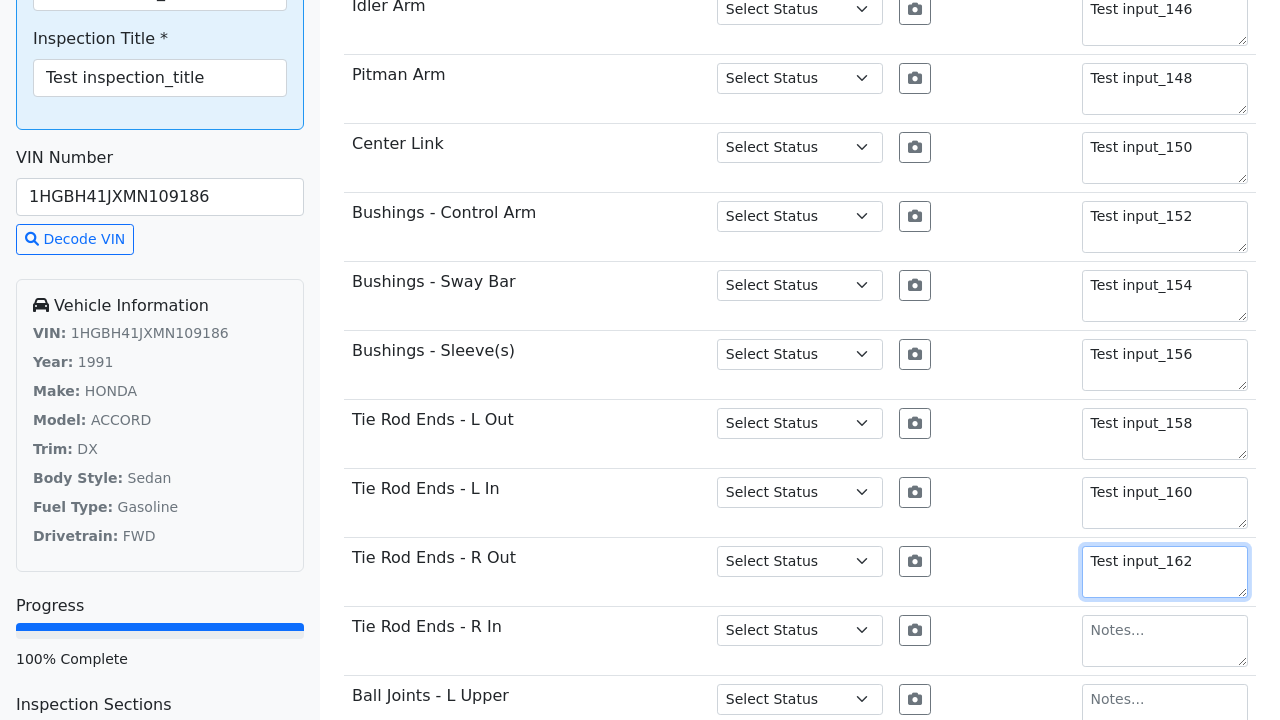 Inspection Title *
Test inspection_title
VIN Number
1HGBH41JXMN109186
Decode VIN
Vehicle Information
VIN: 1HGBH41JXMN109186
Year: 1991
Make: HONDA
Model: ACCORD
Trim: DX
Body Style: Sedan
Fuel Type: Gasoline
Drivetrain: FWD
Progress
100% Complete
Inspection Sections
Idler Arm Select Status Test input_146
Pitman Arm Select Status Test input_148
Center Link Select Status Test input_150
Bushings - Control Arm Select Status Test input_152
Bushings - Sway Bar Select Status Test input_154
Bushings - Sleeve(s) Select Status Test input_156
Tie Rod Ends - L Out Select Status Test input_158
Tie Rod Ends - L In Select Status Test input_160
Tie Rod Ends - R Out Select Status Test input_162
Tie Rod Ends - R In Select Status Notes...
Ball Joints - L Upper Select Status Notes...